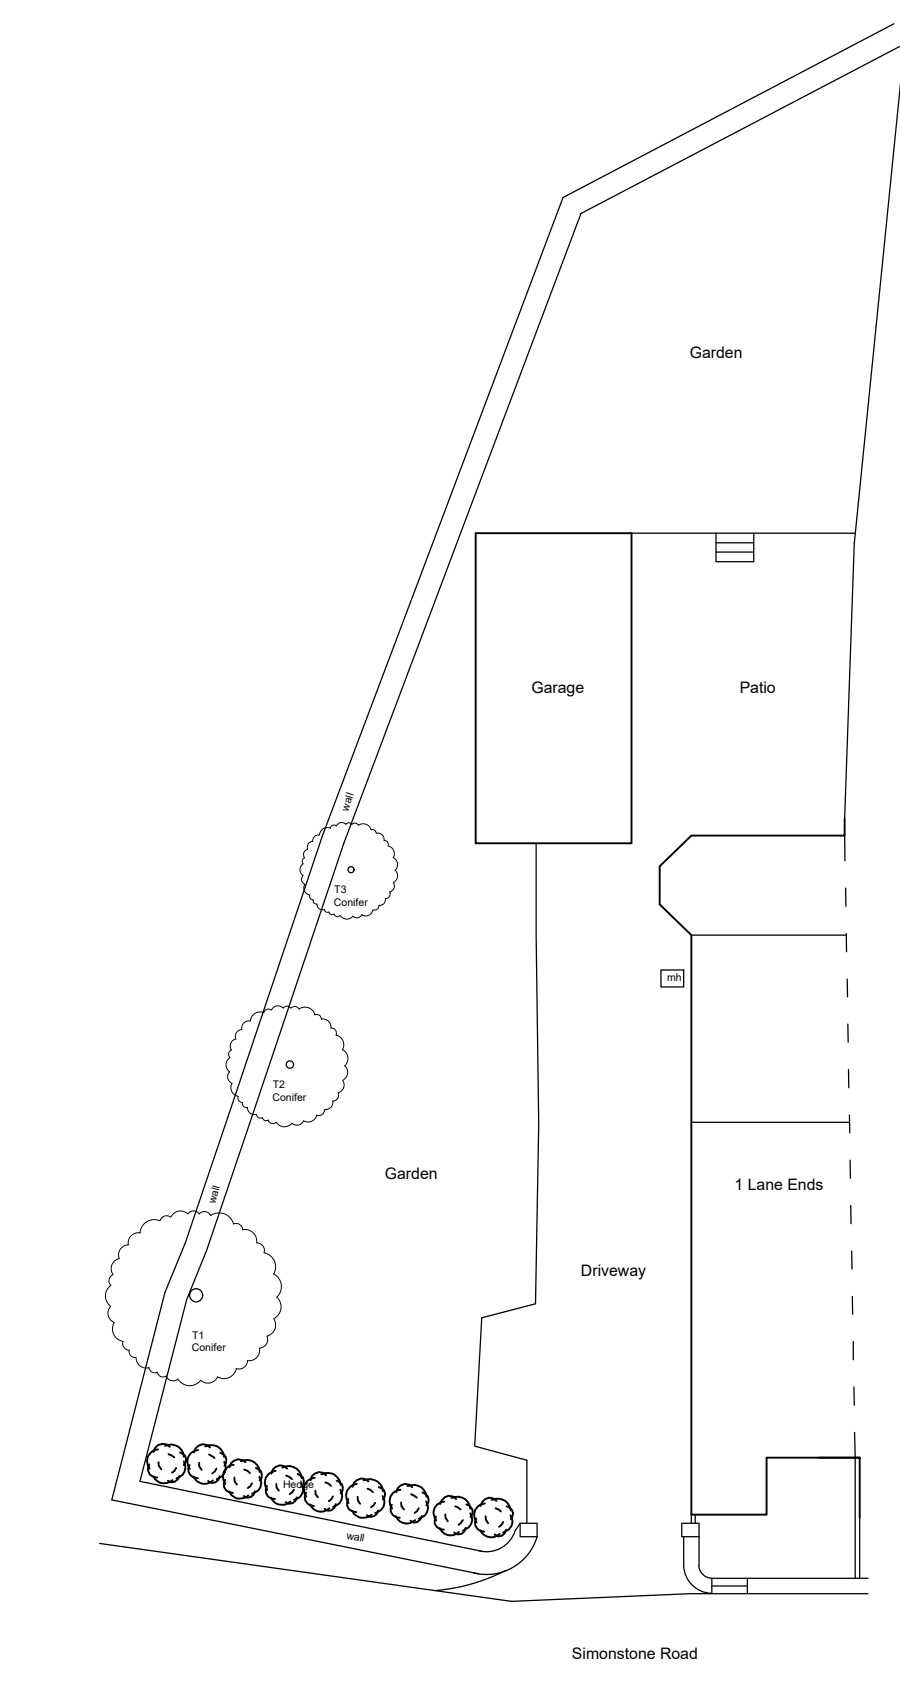 Garden
Garage
Patio
wall
T3
Conifer
mh
T2
Conifer
Garden
1 Lane Ends
wall
Driveway
T1
Conifer
Hedge
wall
Simonstone Road